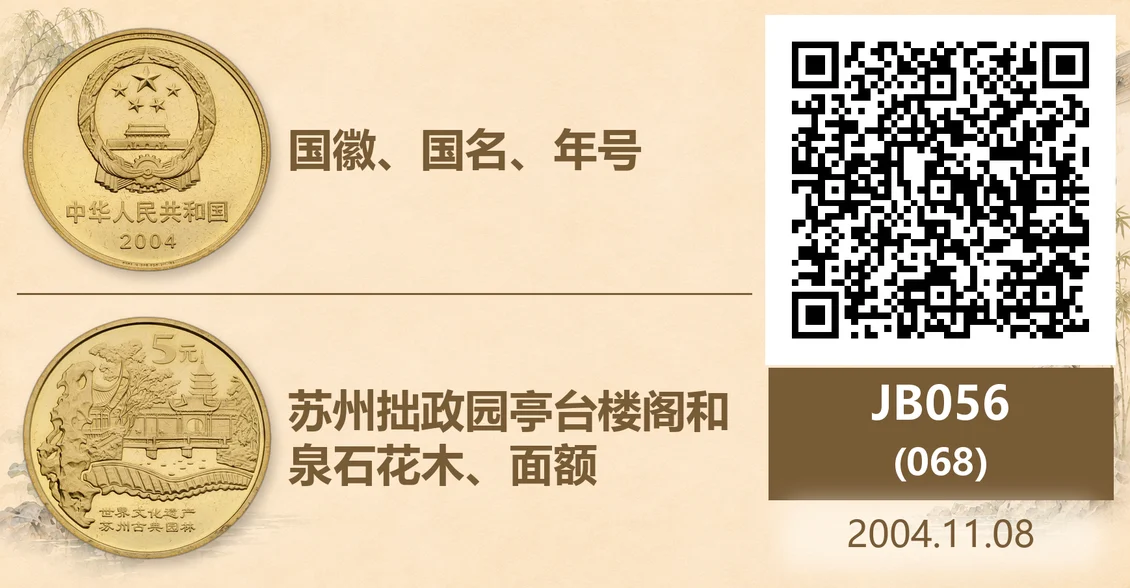 中华人民共和国
2004
国徽、国名、年号
5元
世界文化遗产
苏州古典园林
苏州拙政园亭台楼阁和
泉石花木、面额
JB056
(068)
2004.11.08